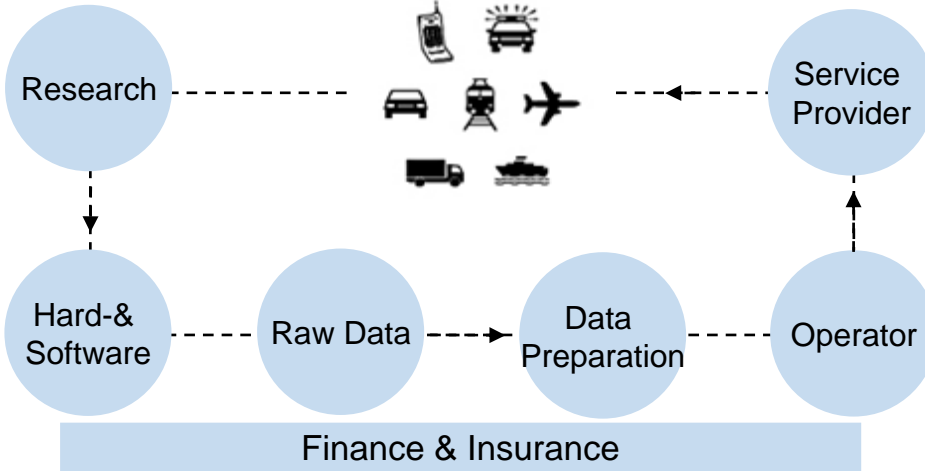 Research
Service
Provider
Hard-&
Software
Raw Data
Data
Preparation
Operator
Finance & Insurance